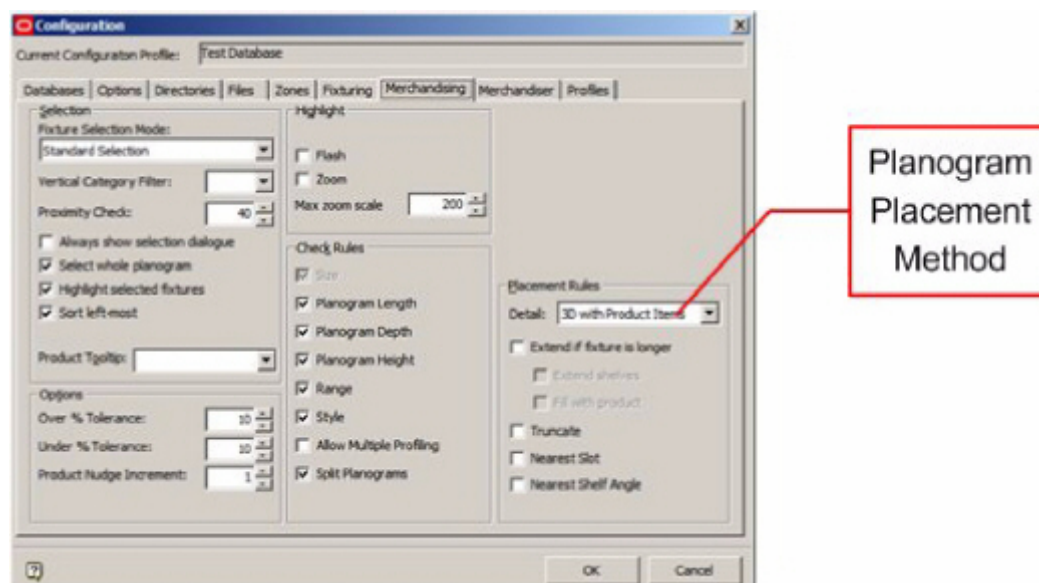 Configuration
Current Configuraton Profile: Test Database
Databases Options Directories Files Zones Fixturing Merchandising Merchandiser Profiles
Selection
Fixture Selection Mode:
Standard Selection
Vertical Category Filter:
Proximity Check: 40
Always show selection dialogue
Select whole planogram
Highlight selected fixtures
Sort left-most
Product Tooltip:
Options
Over % Tolerance: 10
Under % Tolerance: 10
Product Nudge Increment: 1
Highlight
Flash
Zoom
Max zoom scale 200
Check Rules
Size
Planogram Length
Planogram Depth
Planogram Height
Range
Style
Allow Multiple Profiling
Split Planograms
Placement Rules
Detail: 3D with Product Items
Extend if fixture is longer
Extend shelves
Fill with product
Truncate
Nearest Slot
Nearest Shelf Angle
OK Cancel
Planogram
Placement
Method